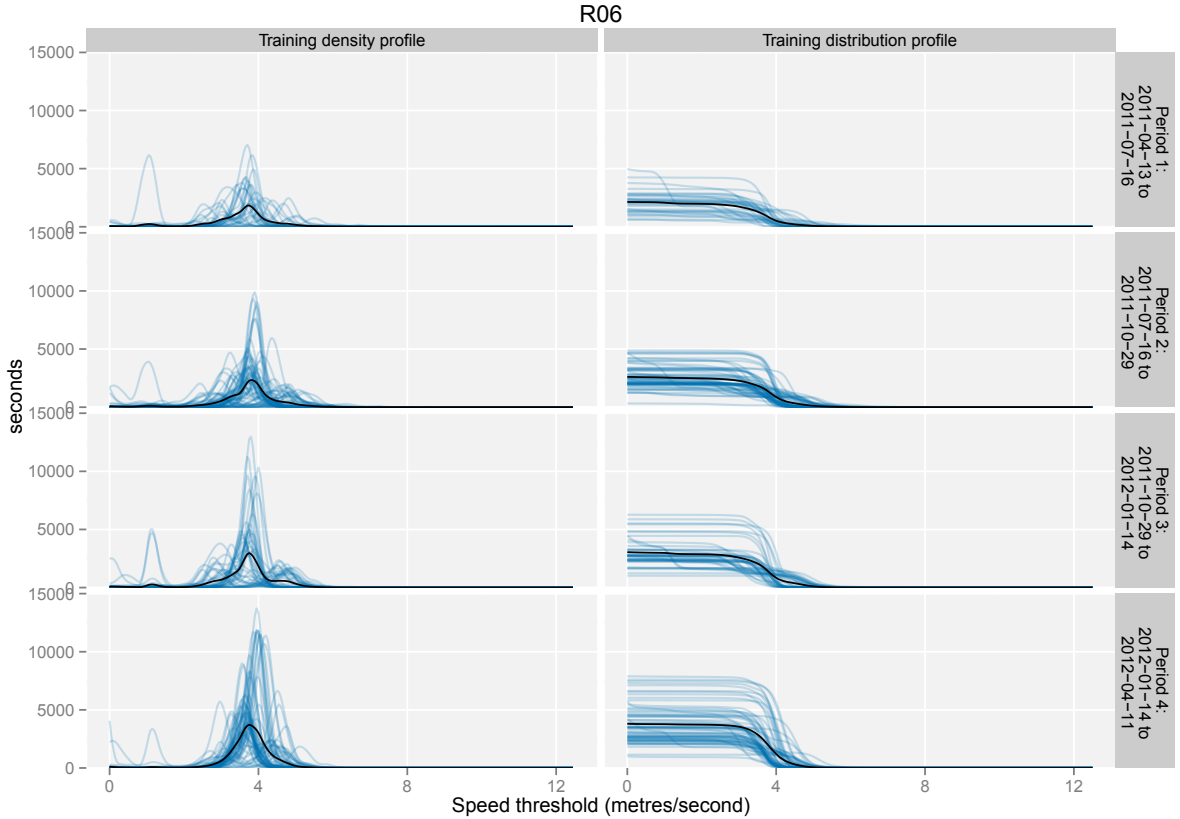 R06
Training density profile
Training distribution profile
15000
10000
5000
0
Period 1:
2011−04−13 to
2011−07−16
15000
10000
5000
0
Period 2:
2011−07−16 to
2011−10−29
15000
10000
5000
0
Period 3:
2011−10−29 to
2012−01−14
15000
10000
5000
0
Period 4:
2012−01−14 to
2012−04−11
seconds
0 4 8 12 0 4 8 12
Speed threshold (metres/second)